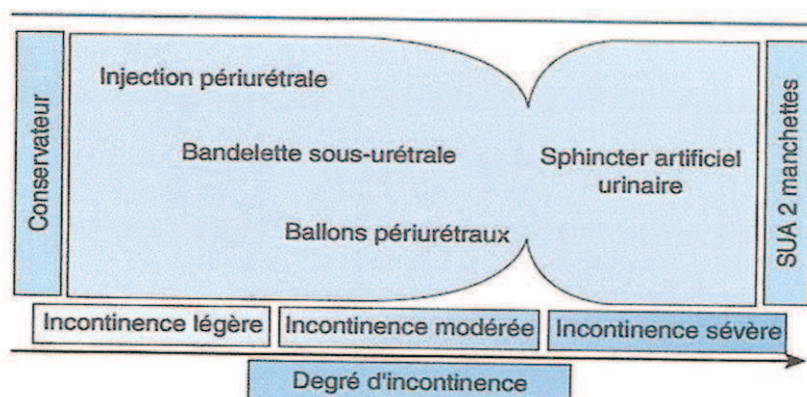 Conservateur
Injection périurétrale
Bandelette sous-urétrale
Ballons périurétraux
Sphincter artificiel
urinaire
SUA 2 manchettes
Incontinence légère
Incontinence modérée
Incontinence sévère
Degré d'incontinence